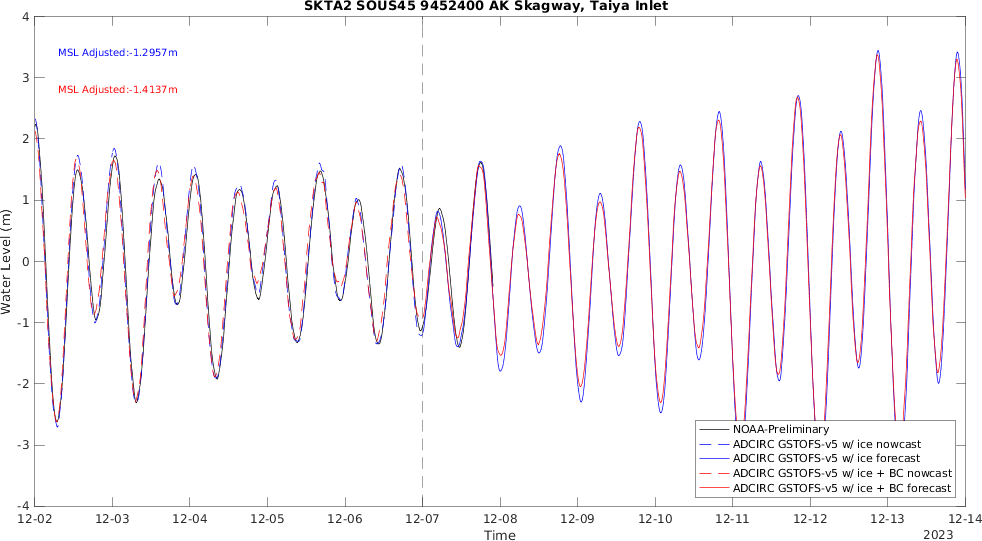 SKTA2 SOUS45 9452400 AK Skagway, Taiya Inlet
MSL Adjusted:-1.2957m
MSL Adjusted:-1.4137m
Water Level (m)
4
3
2
1
0
-1
-2
-3
-4
NOAA-Preliminary
ADCIRC GSTOFS-v5 w/ ice nowcast
ADCIRC GSTOFS-v5 w/ ice forecast
ADCIRC GSTOFS-v5 w/ ice + BC nowcast
ADCIRC GSTOFS-v5 w/ ice + BC forecast
12-02 12-03 12-04 12-05 12-06 12-07 12-08 12-09 12-10 12-11 12-12 12-13 12-14
Time
2023